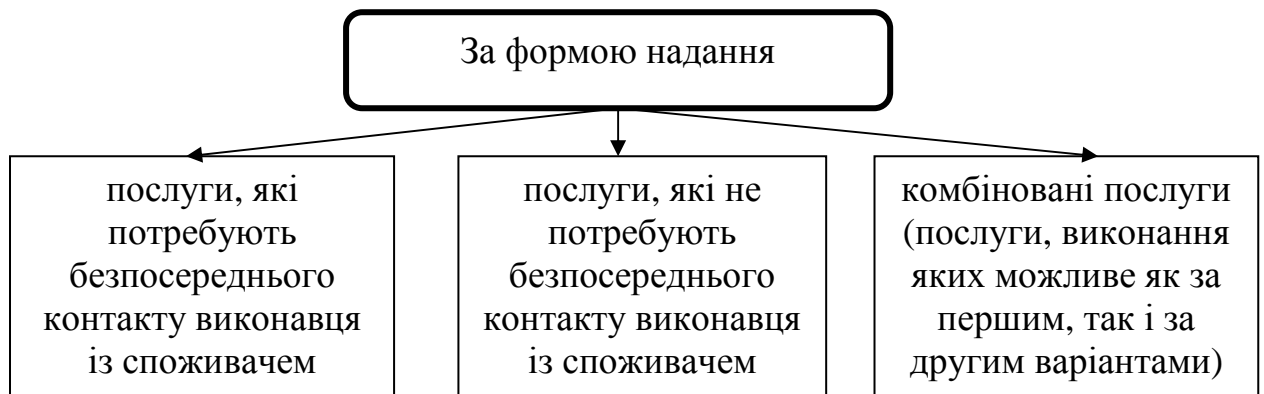 За формою надання
послуги, які
потребують
безпосереднього
контакту виконавця
із споживачем
послуги, які не
потребують
безпосереднього
контакту виконавця
із споживачем
комбіновані послуги
(послуги, виконання
яких можливе як за
першим, так і за
другим варіантами)